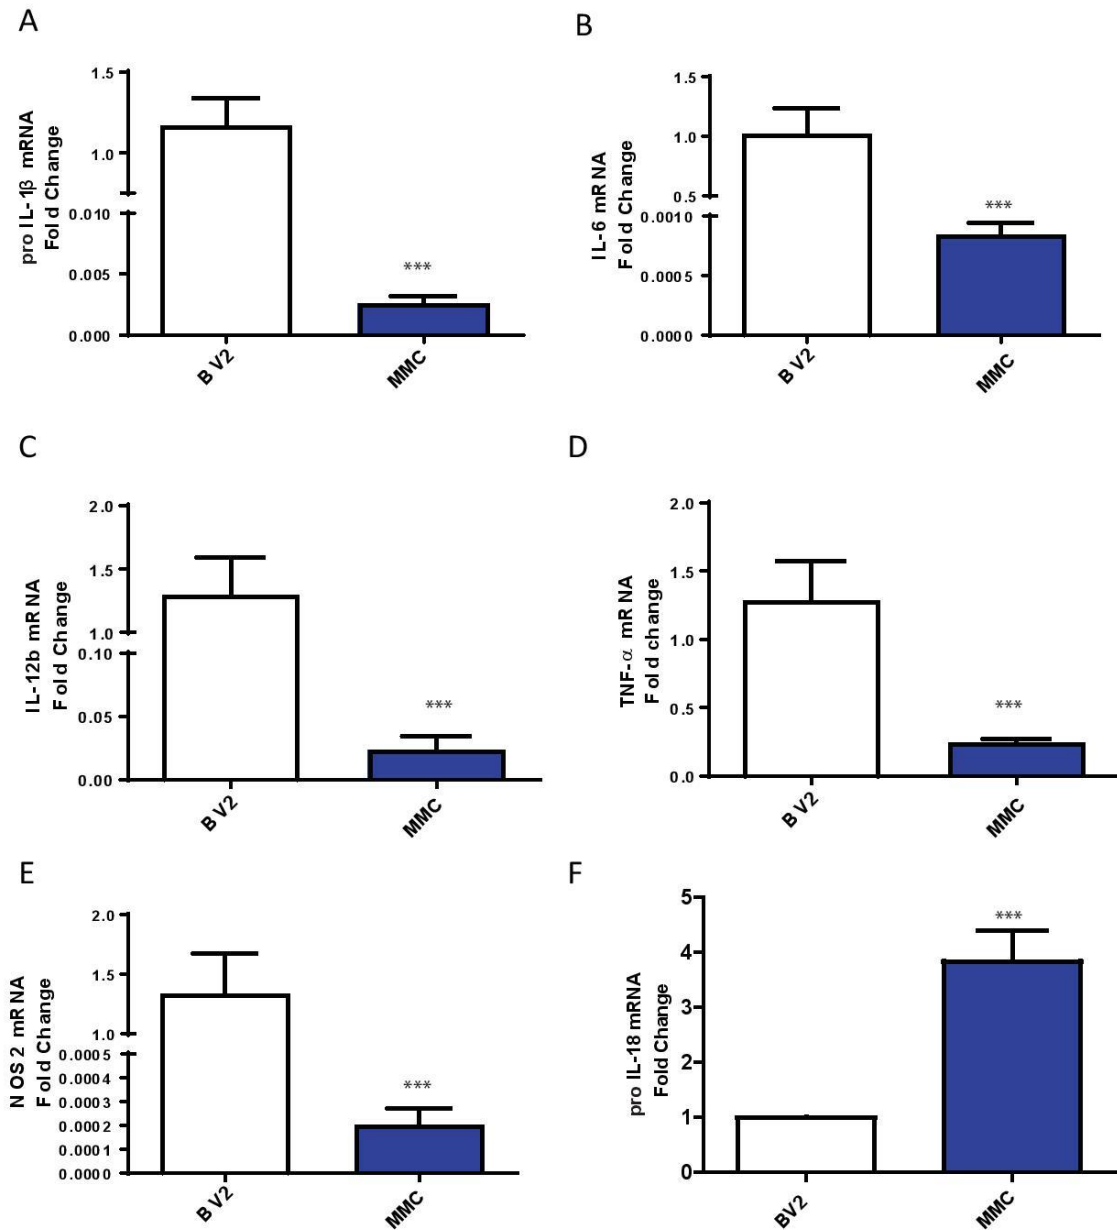 A
pro IL-1β mRNA
Fold Change
1.5
1.0
0.010
0.005
0.000
***
BV2
MMC
B
IL-6 mRNA
Fold Change
1.5
1.0
0.5
0.0010
0.0005
0.0000
***
BV2
MMC
C
IL-12b mRNA
Fold Change
2.0
1.5
1.0
0.10
0.05
0.00
***
BV2
MMC
D
TNF-α mRNA
Fold change
2.0
1.5
1.0
0.5
0.0
***
BV2
MMC
E
NOS2 mRNA
Fold Change
2.0
1.5
1.0
0.0005
0.0004
0.0003
0.0002
0.0001
0.0000
***
BV2
MMC
F
pro IL-18 mRNA
Fold Change
5
4
3
2
1
0
***
BV2
MMC